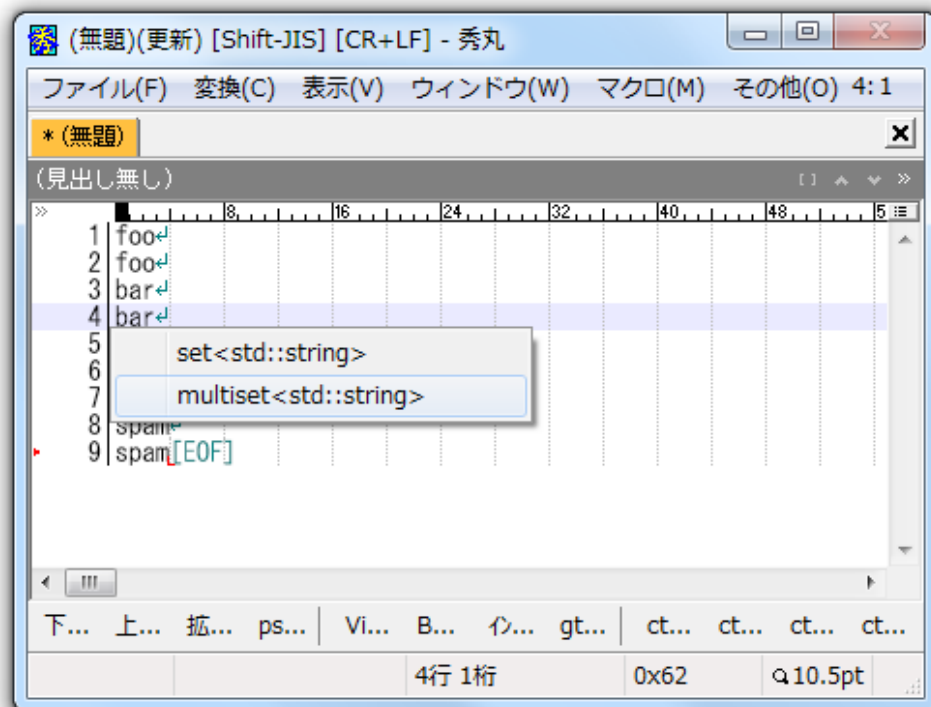 (無題)(更新) [Shift-JIS] [CR+LF] - 秀丸
ファイル(F) 変換(C) 表示(V) ウィンドウ(W) マクロ(M) その他(O) 4:1
* (無題)
(見出し無し)
8 16 24 32 40 48 5
1 foo↵
2 foo↵
3 bar↵
4 bar↵
5 set<std::string>
6
7 multiset<std::string>
8 spam↵
9 spam[EOF]
下... 上... 拡... ps... Vi... B... イン... gt... ct... ct... ct... ct...
4行 1桁 0x62 10.5pt